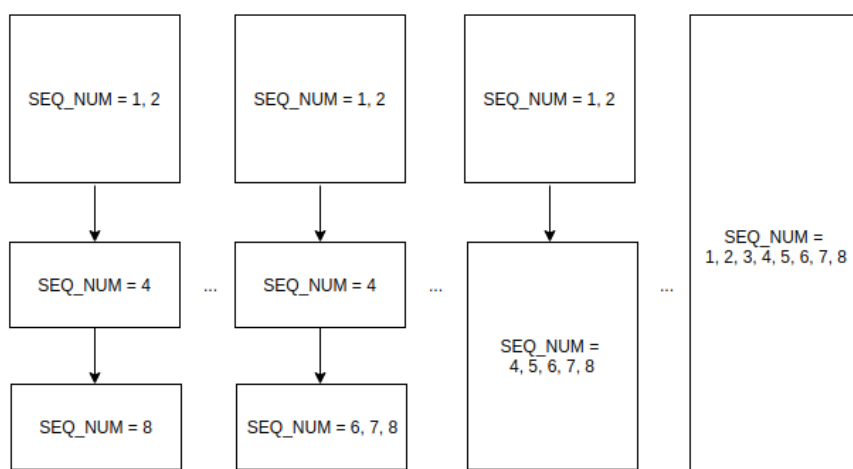 SEQ_NUM = 1, 2
SEQ_NUM = 1, 2
SEQ_NUM = 1, 2
SEQ_NUM =
1, 2, 3, 4, 5, 6, 7, 8
SEQ_NUM = 4
...
SEQ_NUM = 4
...
...
SEQ_NUM =
4, 5, 6, 7, 8
SEQ_NUM = 8
SEQ_NUM = 6, 7, 8